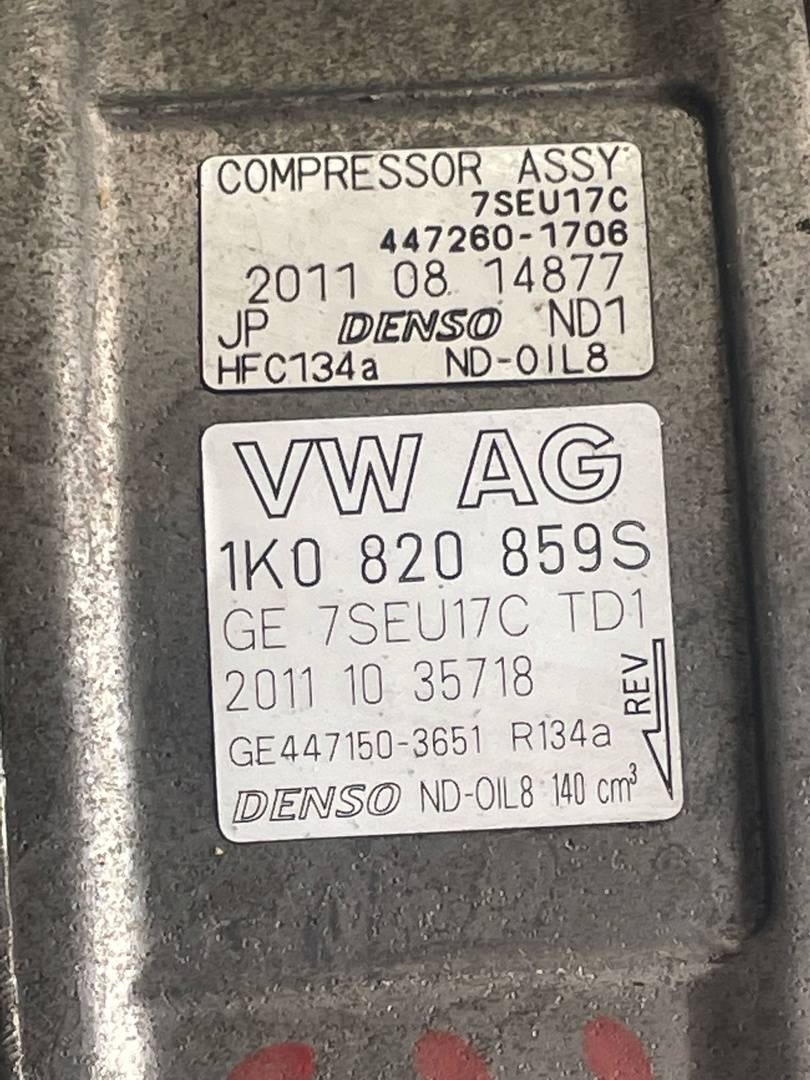 COMPRESSOR ASSY
7SEU17C
447260-1706
2011 08 14877
JP DENSO ND1
HFC134a ND-OIL8
VW AG
1K0 820 859S
GE 7SEU17C TD1
2011 10 35718
REV
GE447150-3651 R134a
DENSO ND-OIL8 140 cm³